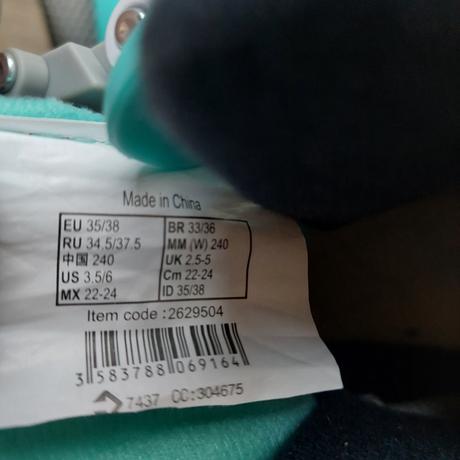 Made in China
EU 35/38 BR 33/36
RU 34.5/37.5 MM (W) 240
中国 240 UK 2.5-5
US 3.5/6 Cm 22-24
MX 22-24 ID 35/38
Item code :2629504
3 583788 069164
7437 CC:304675